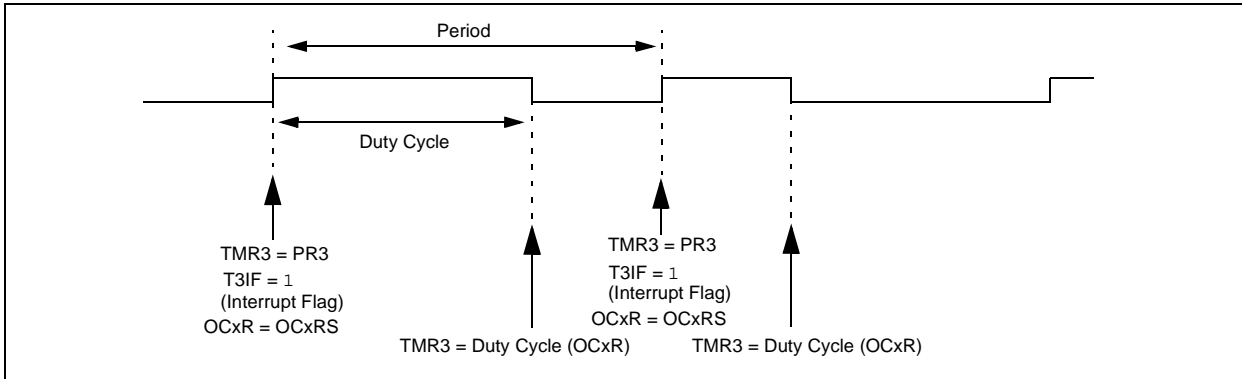 Period
Duty Cycle
TMR3 = PR3
T3IF = 1
(Interrupt Flag)
OCxR = OCxRS
TMR3 = Duty Cycle (OCxR)
TMR3 = PR3
T3IF = 1
(Interrupt Flag)
OCxR = OCxRS
TMR3 = Duty Cycle (OCxR)